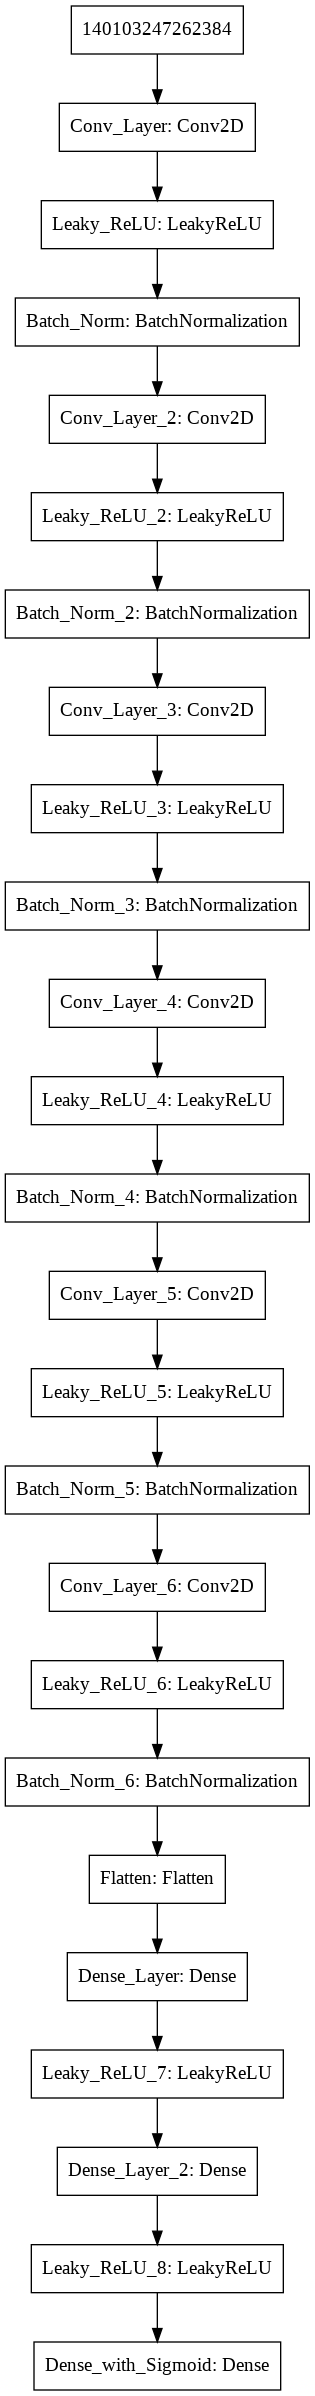 140103247262384
Conv_Layer: Conv2D
Leaky_ReLU: LeakyReLU
Batch_Norm: BatchNormalization
Conv_Layer_2: Conv2D
Leaky_ReLU_2: LeakyReLU
Batch_Norm_2: BatchNormalization
Conv_Layer_3: Conv2D
Leaky_ReLU_3: LeakyReLU
Batch_Norm_3: BatchNormalization
Conv_Layer_4: Conv2D
Leaky_ReLU_4: LeakyReLU
Batch_Norm_4: BatchNormalization
Conv_Layer_5: Conv2D
Leaky_ReLU_5: LeakyReLU
Batch_Norm_5: BatchNormalization
Conv_Layer_6: Conv2D
Leaky_ReLU_6: LeakyReLU
Batch_Norm_6: BatchNormalization
Flatten: Flatten
Dense_Layer: Dense
Leaky_ReLU_7: LeakyReLU
Dense_Layer_2: Dense
Leaky_ReLU_8: LeakyReLU
Dense_with_Sigmoid: Dense